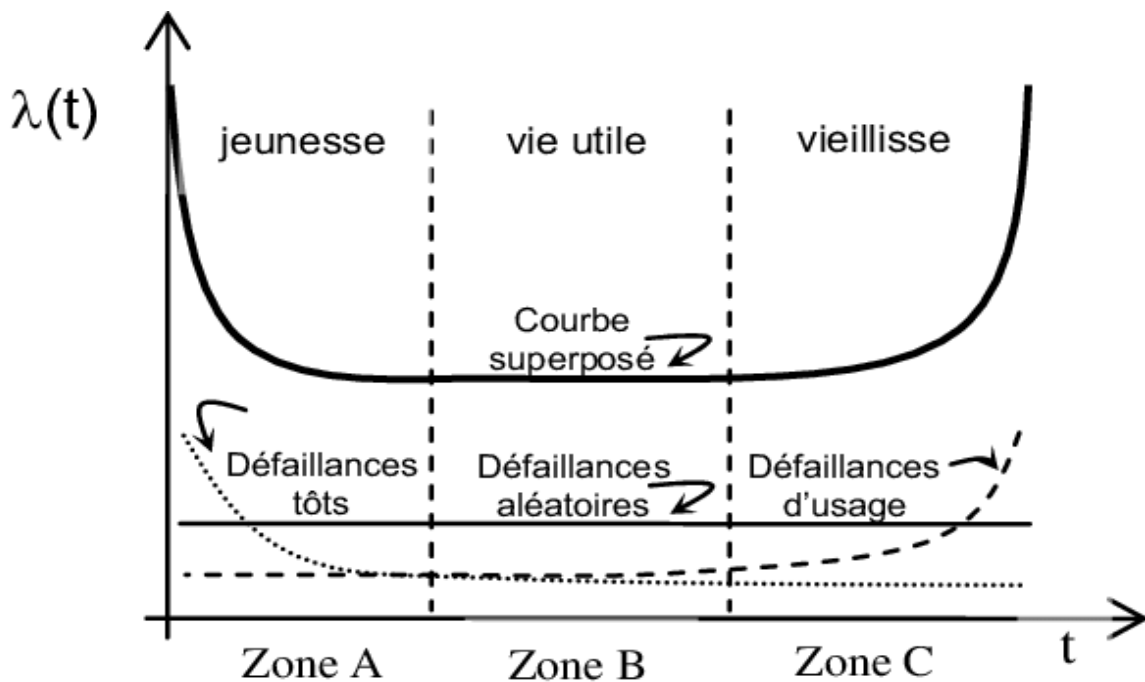 λ(t)
jeunesse
vie utile
vieillisse
Courbe
superposé
Défaillances
tôts
Défaillances
aléatoires
Défaillances
d'usage
Zone A
Zone B
Zone C
t